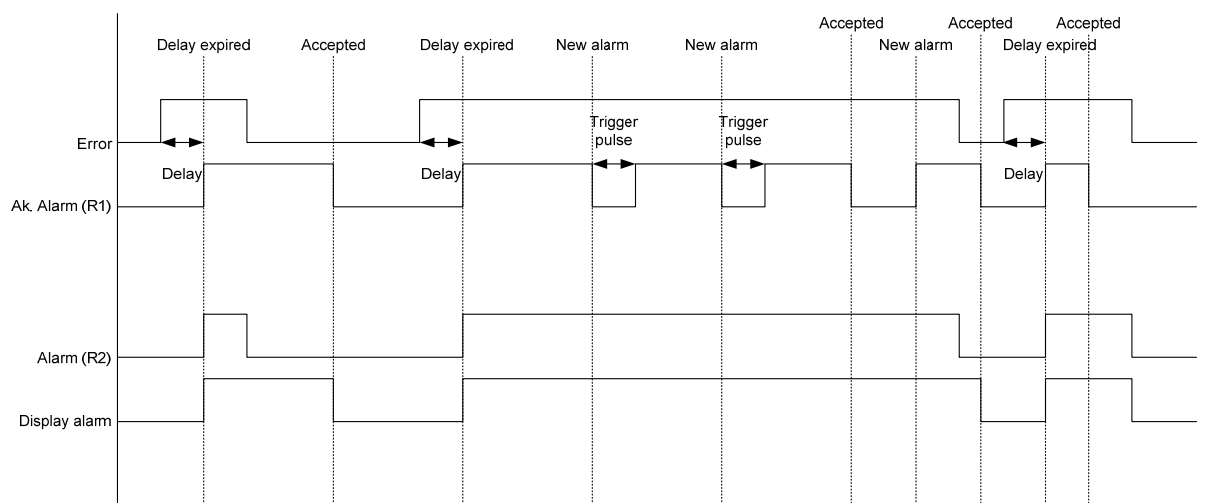 Accepted
Accepted
Accepted
Delay expired
Accepted
Delay expired
New alarm
New alarm
New alarm
Delay expired
Trigger
pulse
Trigger
pulse
Error
Delay
Delay
Delay
Ak. Alarm (R1)
Alarm (R2)
Display alarm